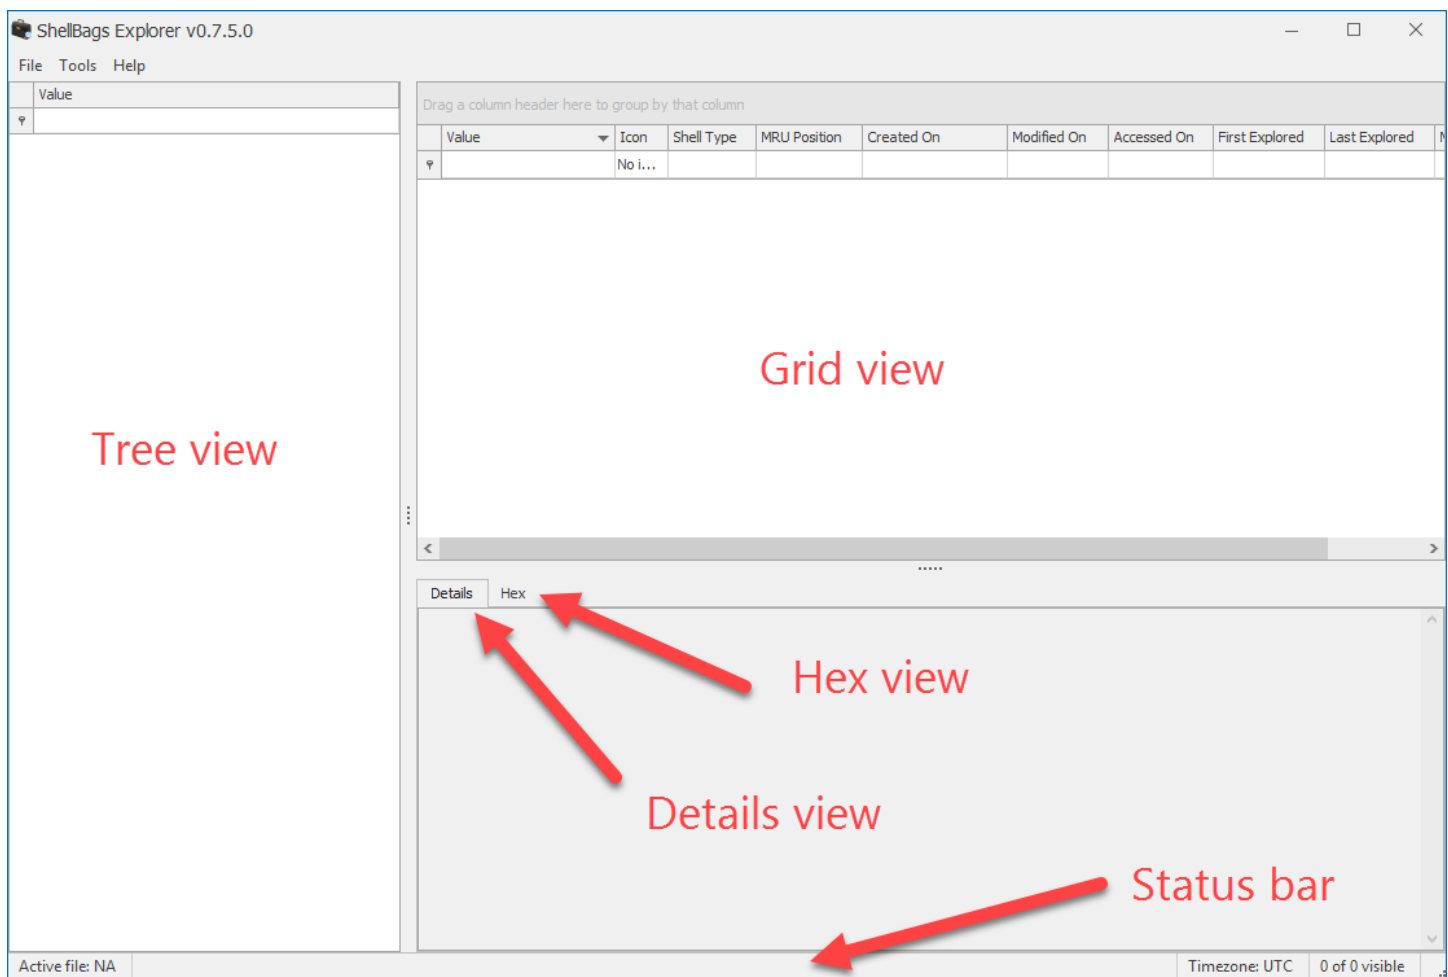 ShellBags Explorer v0.7.5.0
File Tools Help
Value
Drag a column header here to group by that column
Value Icon Shell Type MRU Position Created On Modified On Accessed On First Explored Last Explored
No i...
Grid view
Tree view
Details Hex
Hex view
Details view
Status bar
Active file: NA Timezone: UTC 0 of 0 visible